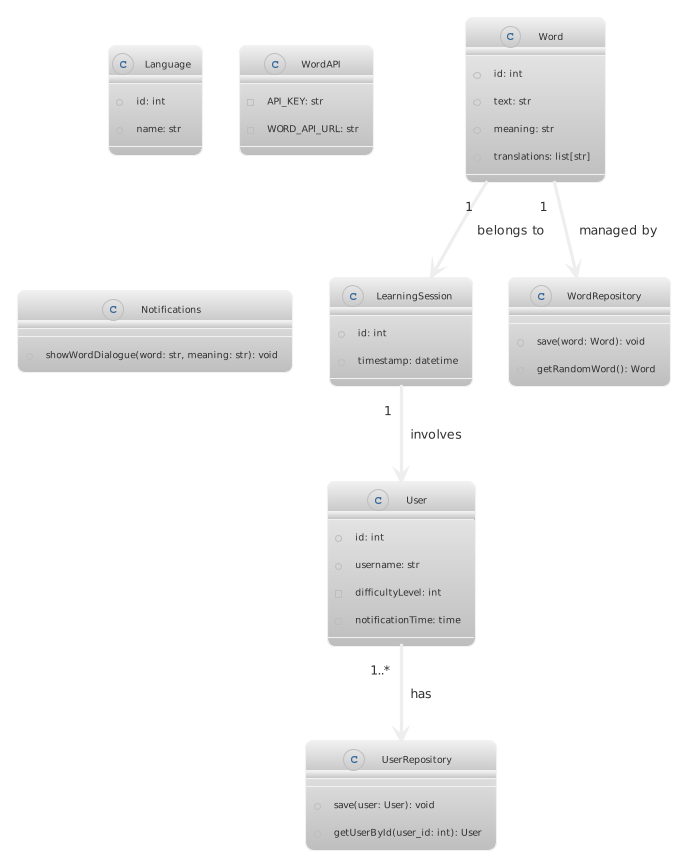 C Language
id: int
name: str
C WordAPI
API_KEY: str
WORD_API_URL: str
C Word
id: int
text: str
meaning: str
translations: list[str]
1
belongs to
1
managed by
C Notifications
showWordDialogue(word: str, meaning: str): void
C LearningSession
id: int
timestamp: datetime
C WordRepository
save(word: Word): void
getRandomWord(): Word
1
involves
C User
id: int
username: str
difficultyLevel: int
notificationTime: time
1..*
has
C UserRepository
save(user: User): void
getUserById(user_id: int): User